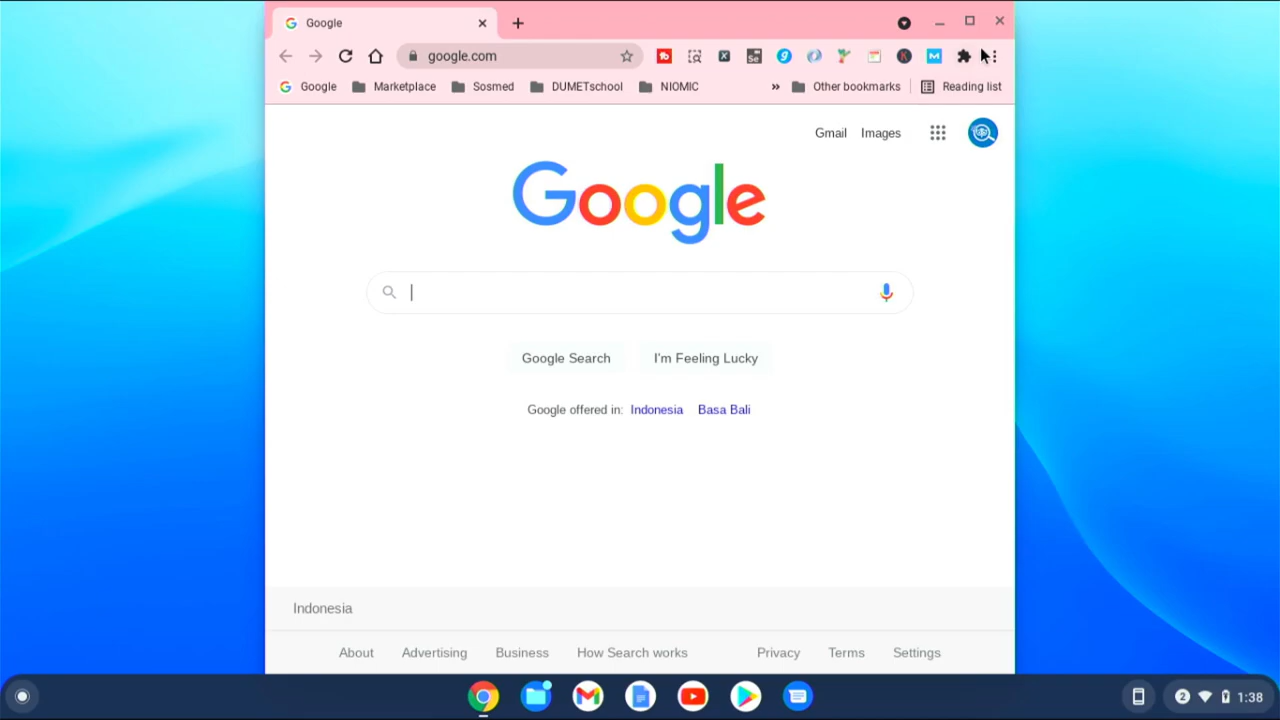 Google
google.com
Google Marketplace Sosmed DUMETschool NIOMIC » Other bookmarks Reading list
Gmail Images
Google
Google Search I'm Feeling Lucky
Google offered in: Indonesia Basa Bali
Indonesia
About Advertising Business How Search works Privacy Terms Settings
2 1:38